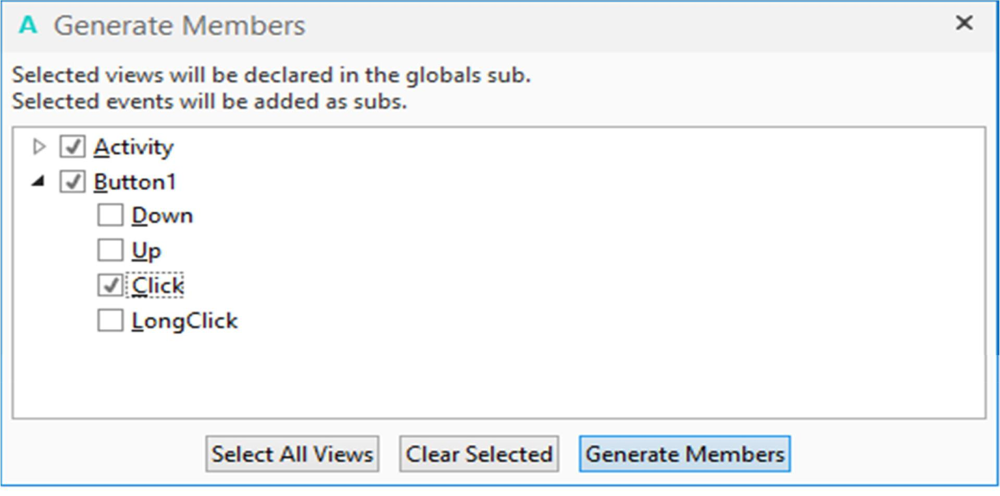 A Generate Members
Selected views will be declared in the globals sub.
Selected events will be added as subs.
Activity
Button1
Down
Up
Click
LongClick
Select All Views Clear Selected Generate Members